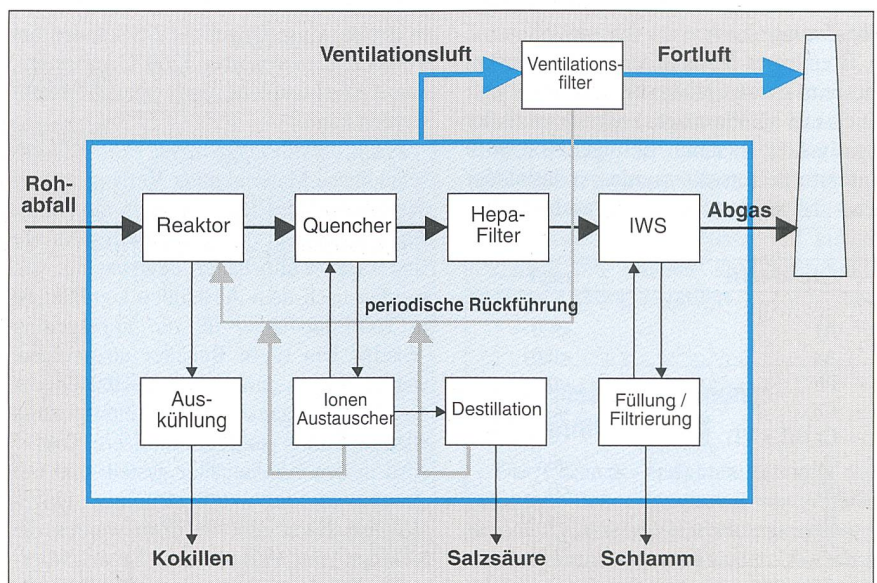 Ventilationsluft
Ventilations-
filter
Fortluft
Roh-
abfall
Reaktor
Quencher
Hepa-
Filter
IWS
Abgas
periodische Rückführung
Aus-
kühlung
Ionen
Austauscher
Destillation
Füllung /
Filtrierung
Kokillen
Salzsäure
Schlamm